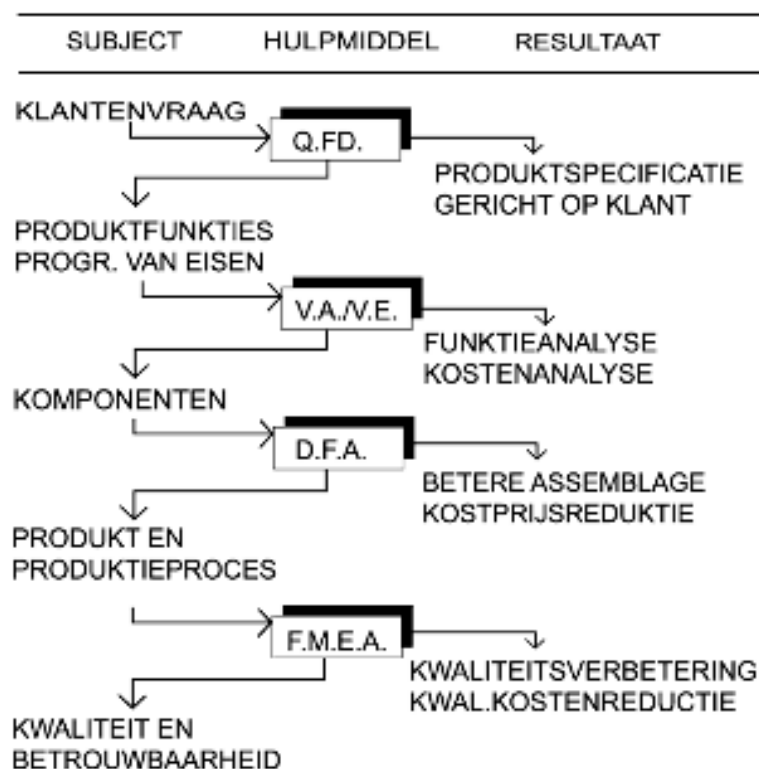 SUBJECT HULPMIDDEL RESULTAAT
KLANTENVRAAG
Q.FD.
PRODUKTSPECIFICATIE
GERICHT OP KLANT
PRODUKTFUNKTIES
PROGR. VAN EISEN
V.A./V.E.
FUNKTIEANALYSE
KOSTENANALYSE
KOMPONENTEN
D.F.A.
BETERE ASSEMBLAGE
KOSTPRIJSREDUKTIE
PRODUKT EN
PRODUKTIEPROCES
F.M.E.A.
KWALITEITSVERBETERING
KWAL.KOSTENREDUCTIE
KWALITEIT EN
BETROUWBAARHEID